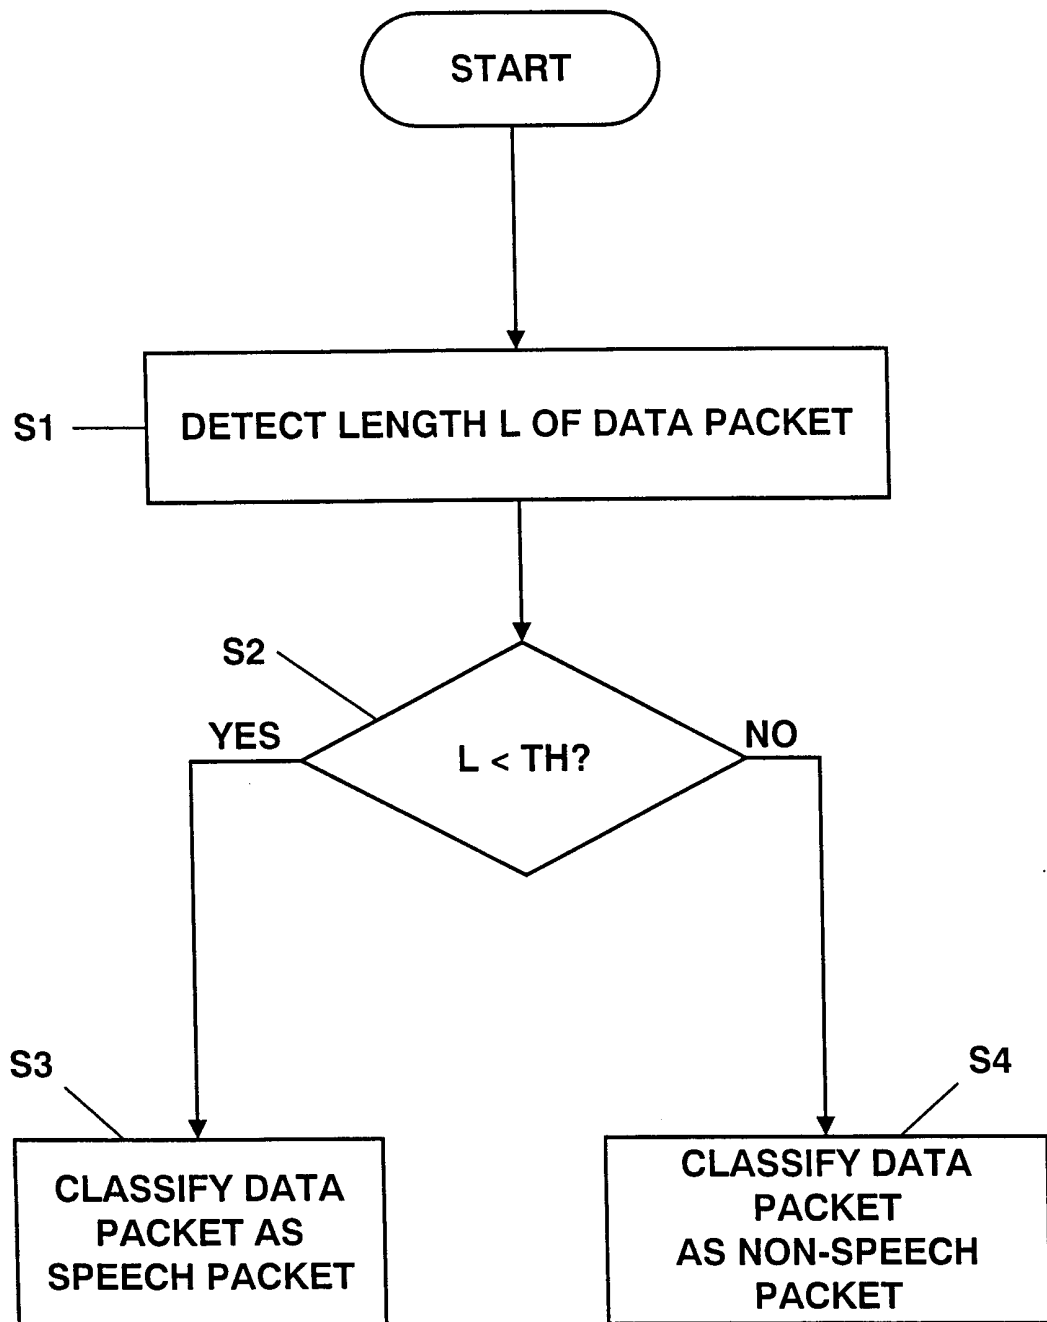 START
S1
DETECT LENGTH L OF DATA PACKET
S2
YES
L < TH?
NO
S3
S4
CLASSIFY DATA
PACKET AS
SPEECH PACKET
CLASSIFY DATA
PACKET
AS NON-SPEECH
PACKET